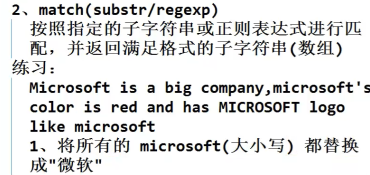 2、match(substr/regexp)
按照指定的子字符串或正则表达式进行匹
配，并返回满足格式的子字符串(数组)
练习：
Microsoft is a big company,microsoft's
color is red and has MICROSOFT logo
like microsoft
1、将所有的 microsoft(大小写) 都替换
成"微软"